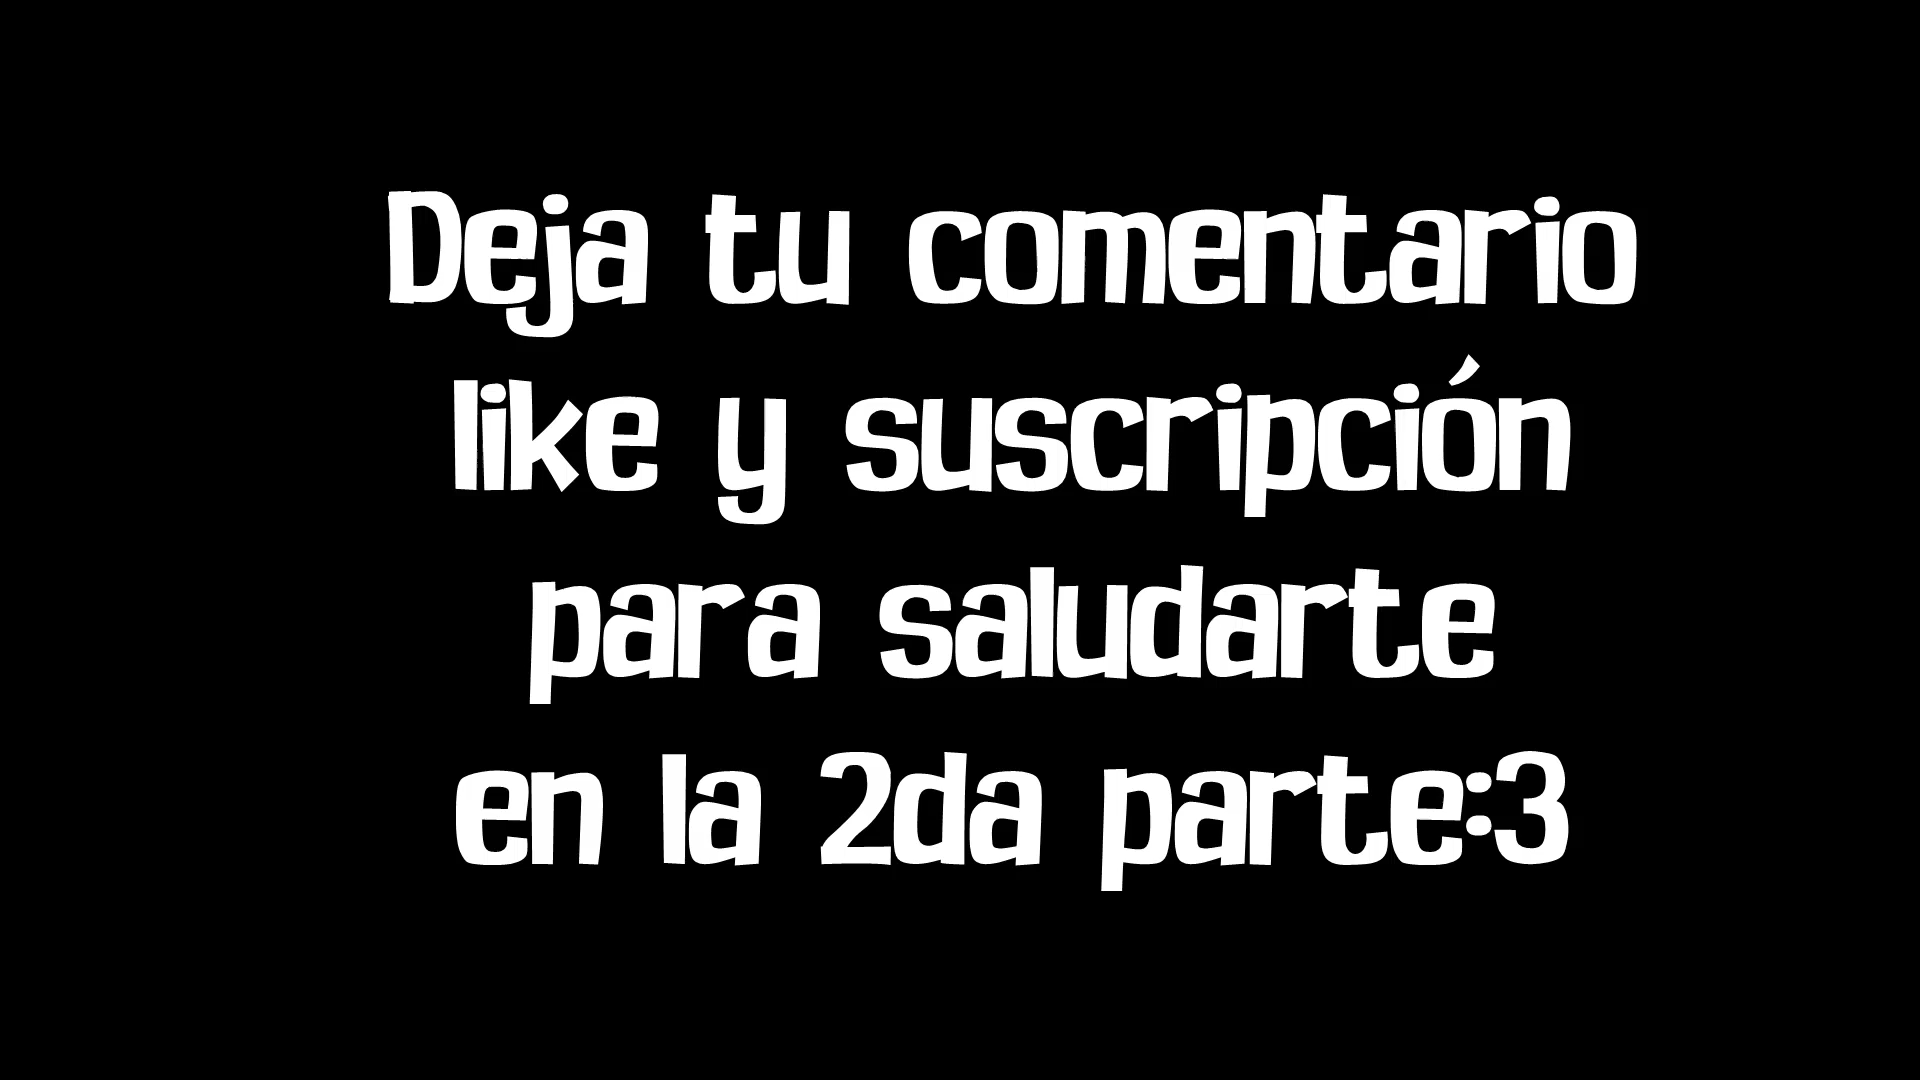 Deja tu comentario
like y suscripción
para saludarte
en la 2da parte:3